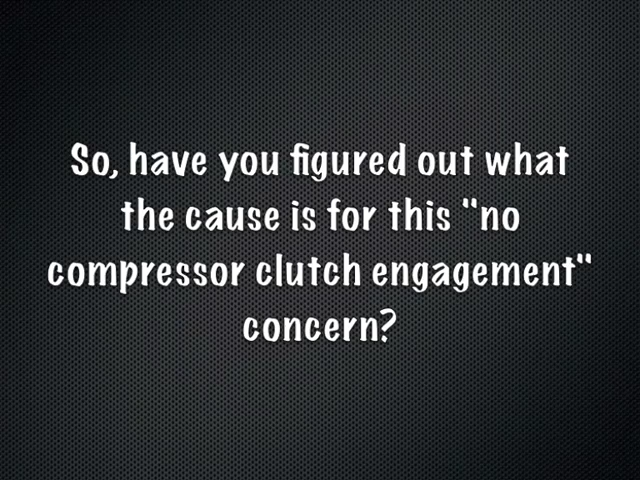 So, have you figured out what
the cause is for this "no
compressor clutch engagement"
concern?